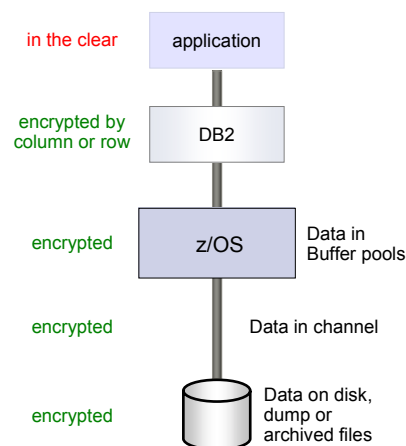 in the clear
application
encrypted by
column or row
DB2
encrypted
z/OS
Data in
Buffer pools
encrypted
Data in channel
encrypted
Data on disk,
dump or
archived files